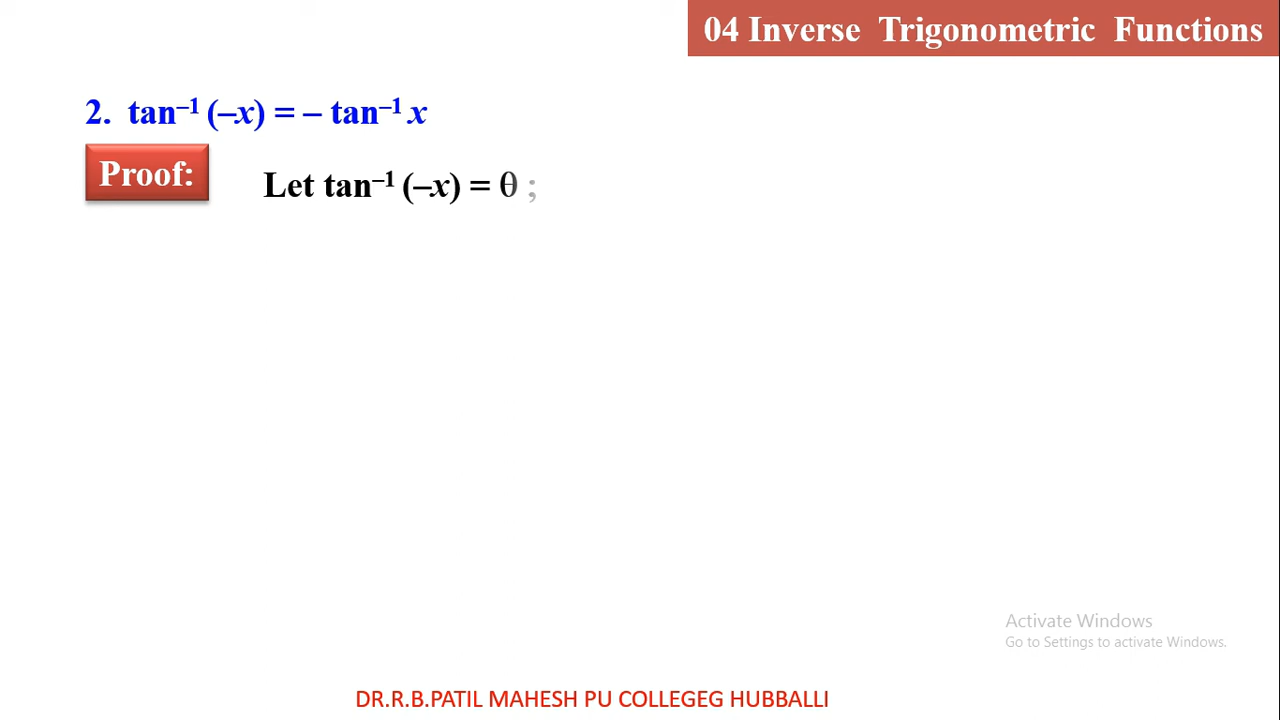 04 Inverse Trigonometric Functions
2. tan⁻¹ (–x) = – tan⁻¹ x
Proof:
Let tan⁻¹ (–x) = θ ;
Activate Windows
Go to Settings to activate Windows.
DR.R.B.PATIL MAHESH PU COLLEGEG HUBBALLI